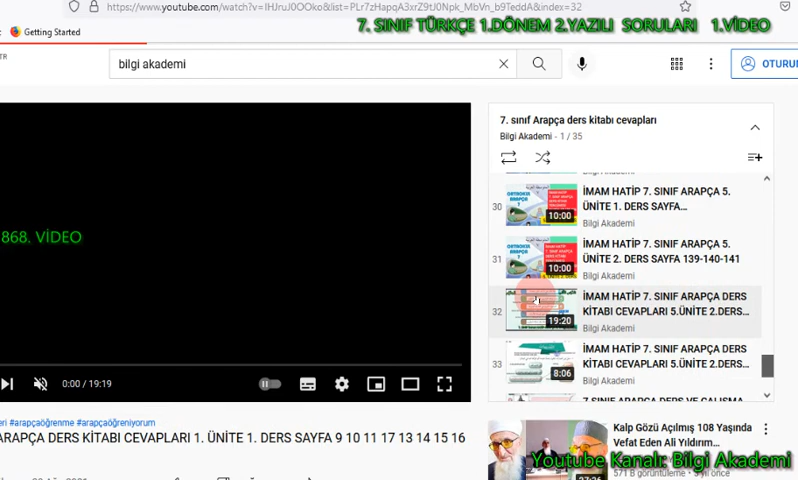 https://www.youtube.com/watch?v=IHJruJ0OOko&list=PLr7zHapqA3xrZ9tJ0Npk_MbVn_b9TeddA&index=32
7. SINIF TÜRKÇE 1.DÖNEM 2.YAZILI SORULARI 1.VİDEO
Getting Started
TR
bilgi akademi
OTURUM
868. VİDEO
7. sınıf Arapça ders kitabı cevapları
Bilgi Akademi - 1 / 35
30
İMAM HATİP 7. SINIF ARAPÇA 5.
ÜNİTE 1. DERS SAYFA...
10:00
Bilgi Akademi
31
İMAM HATİP 7. SINIF ARAPÇA 5.
ÜNİTE 2. DERS SAYFA 139-140-141
10:00
Bilgi Akademi
32
İMAM HATİP 7. SINIF ARAPÇA DERS
KİTABI CEVAPLARI 5.ÜNİTE 2.DERS...
19:20
Bilgi Akademi
33
İMAM HATİP 7. SINIF ARAPÇA DERS
KİTABI CEVAPLARI 5.ÜNİTE 2.DERS...
8:06
Bilgi Akademi
0:00 / 19:19
#arapçaöğrenme #arapçaöğreniyorum
ARAPÇA DERS KİTABI CEVAPLARI 1. ÜNİTE 1. DERS SAYFA 9 10 11 17 13 14 15 16
Kalp Gözü Açılmış 108 Yaşında
Vefat Eden Ali Yıldırım...
Youtube Kanalı: Bilgi Akademi
571 B görüntüleme
27:26